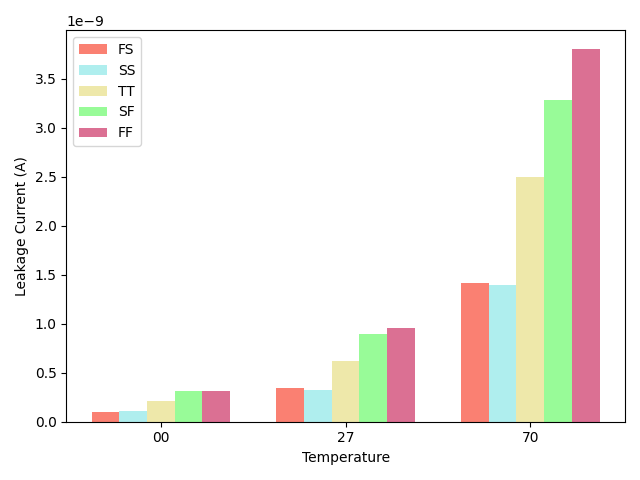 1e−9
FS
SS
TT
SF
FF
3.5
3.0
2.5
2.0
1.5
1.0
0.5
0.0
Leakage Current (A)
00 27 70
Temperature